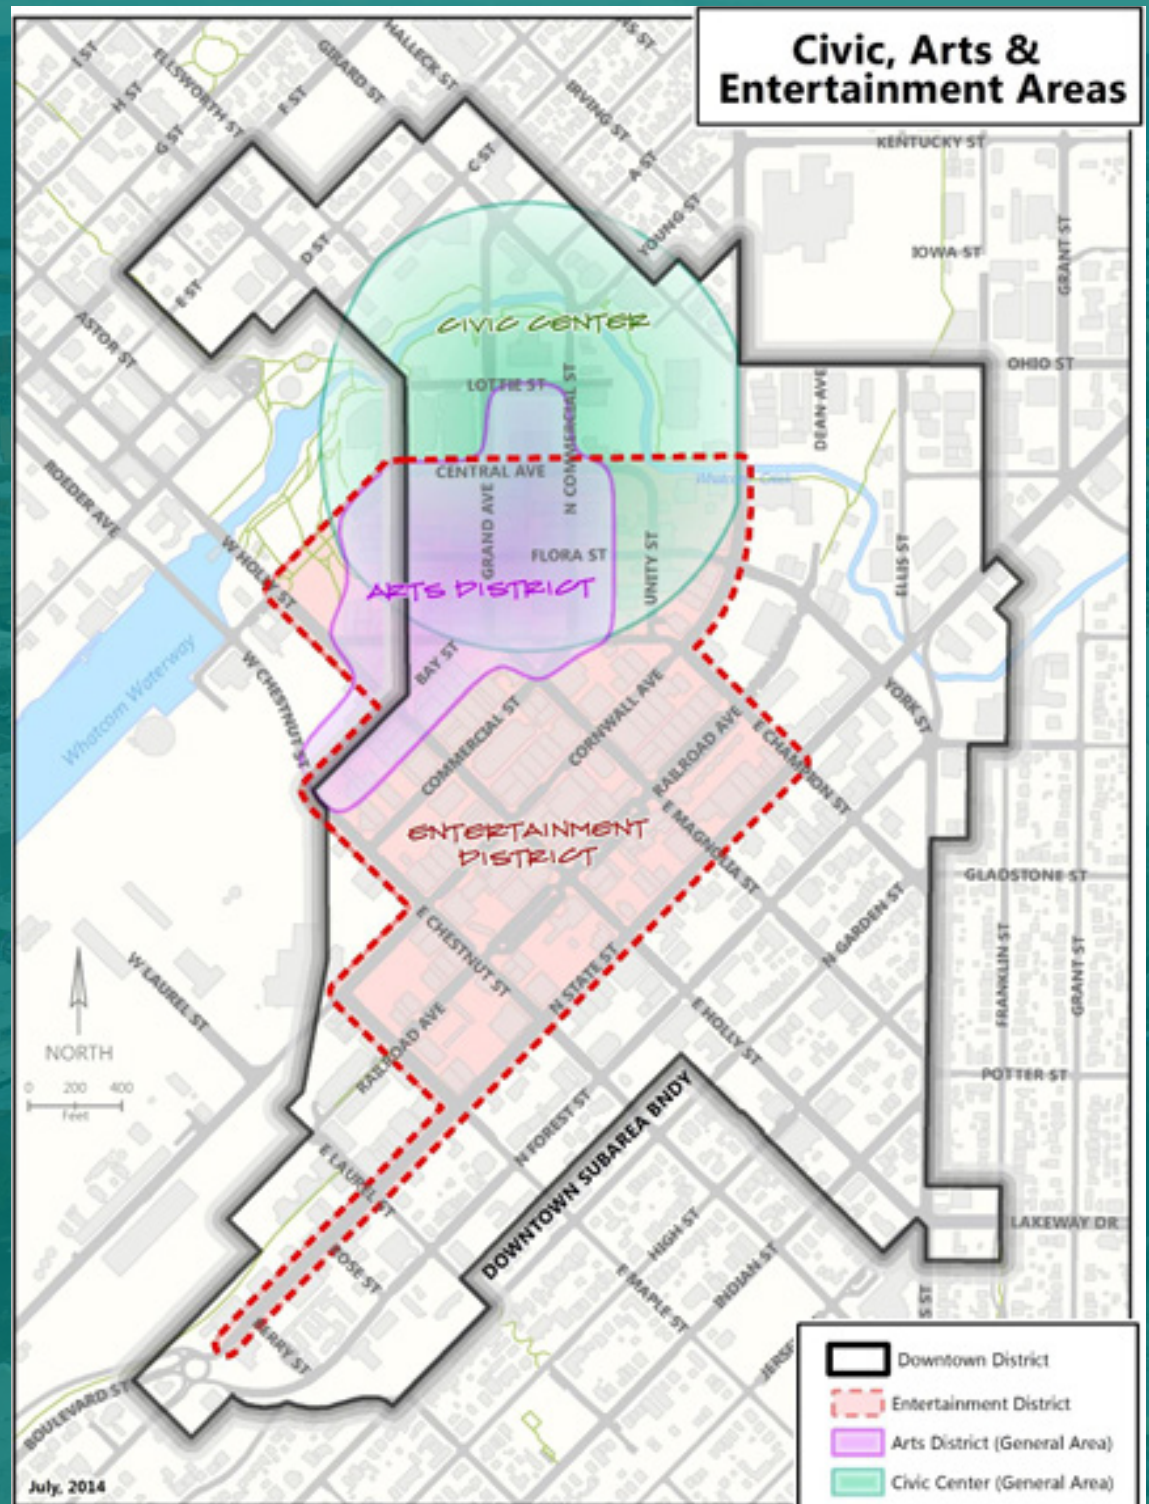 Civic, Arts &
Entertainment Areas
I ST
H ST
G ST
ELLSWORTH ST
F ST
GIRARD ST
HALLECK ST
IRVING ST
A ST
C ST
YOUNG ST
KENTUCKY ST
IOWA ST
GRANT ST
D ST
E ST
ASTOR ST
CIVIC CENTER
OHIO ST
LOTTIE ST
N COMMERCIAL ST
DEAN AVE
ROEDER AVE
CENTRAL AVE
GRAND AVE
Whatcom Creek
W HOLLY ST
FLORA ST
UNITY ST
ELLIS ST
ARTS DISTRICT
BAY ST
Whatcom Waterway
W CHESTNUT ST
COMMERCIAL ST
CORNWALL AVE
RAILROAD AVE
E CHAMPION ST
YORK ST
ENTERTAINMENT
DISTRICT
E MAGNOLIA ST
GLADSTONE ST
E CHESTNUT ST
N GARDEN ST
FRANKLIN ST
GRANT ST
W LAUREL ST
N STATE ST
NORTH
0 200 400
Feet
RAILROAD AVE
E HOLLY ST
POTTER ST
N FOREST ST
DOWNTOWN SUBAREA BNDY
E LAUREL ST
HIGH ST
INDIAN ST
E MAPLE ST
LAKEWAY DR
ROSE ST
BERRY ST
S ST
JERSE
BOULEVARD ST
Downtown District
Entertainment District
Arts District (General Area)
Civic Center (General Area)
July, 2014